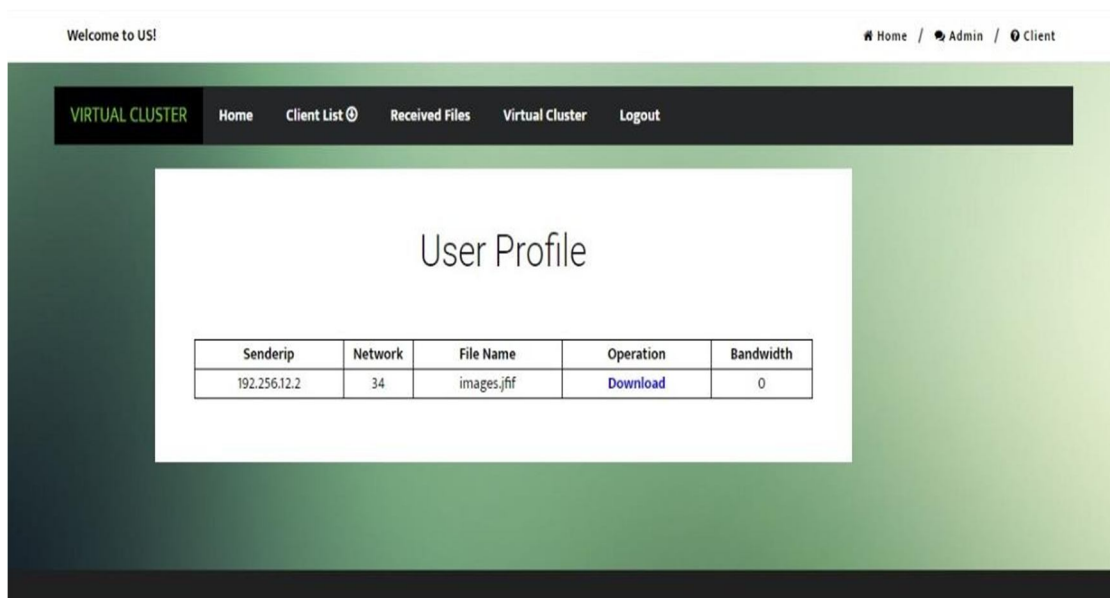 Welcome to US! Home / Admin / Client
VIRTUAL CLUSTER Home Client List Received Files Virtual Cluster Logout
User Profile
Senderip Network File Name Operation Bandwidth
192.256.12.2 34 images.jfif Download 0